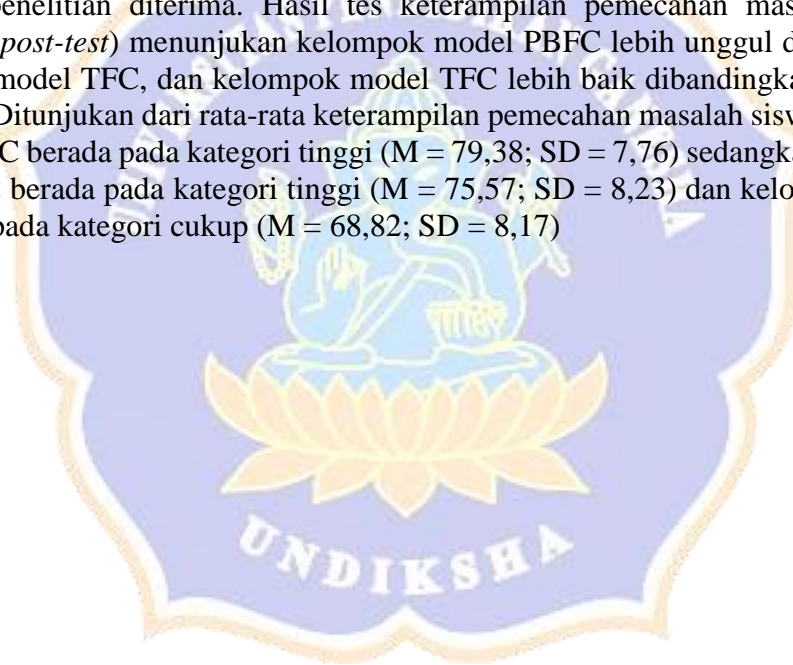 penelitian diterima. Hasil tes keterampilan pemecahan mas
post-test) menunjukan kelompok model PBFC lebih unggul d
model TFC, dan kelompok model TFC lebih baik dibandingka
Ditunjukan dari rata-rata keterampilan pemecahan masalah sisw
C berada pada kategori tinggi (M = 79,38; SD = 7,76) sedangka
berada pada kategori tinggi (M = 75,57; SD = 8,23) dan kelo
pada kategori cukup (M = 68,82; SD = 8,17)
UNDIKSHA